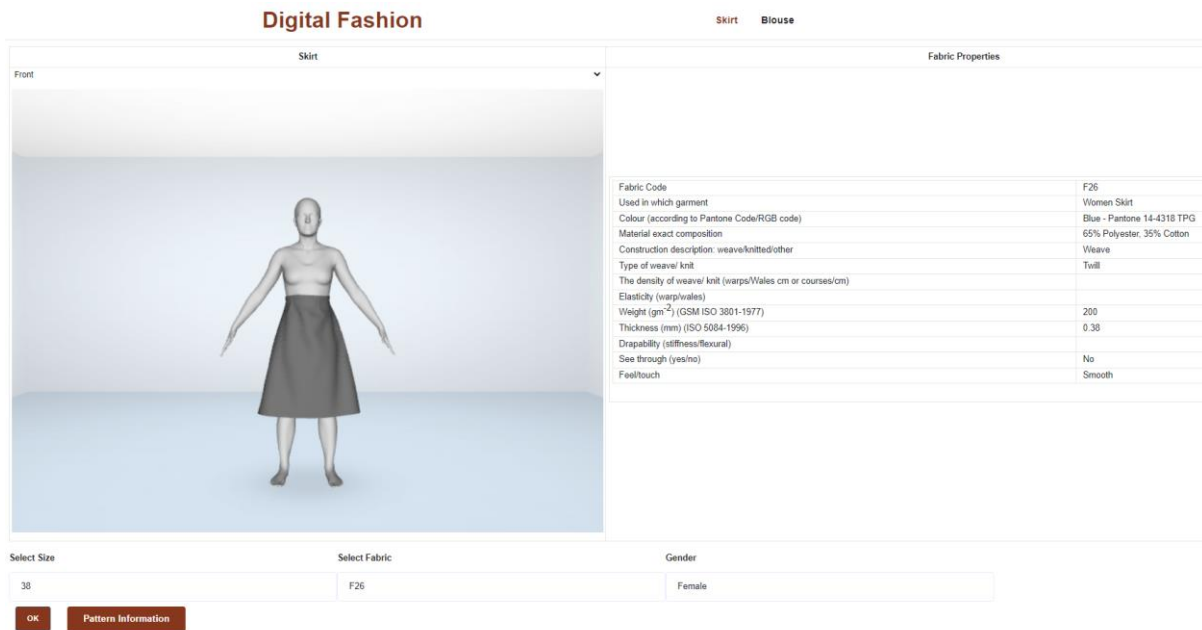 Digital Fashion
Skirt Blouse
Skirt
Fabric Properties
Front
Fabric Code F26
Used in which garment Women Skirt
Colour (according to Pantone Code/RGB code) Blue - Pantone 14-4318 TPG
Material exact composition 65% Polyester, 35% Cotton
Construction description: weave/knitted/other Weave
Type of weave/ knit Twill
The density of weave/ knit (warps/Wales cm or courses/cm)
Elasticity (warp/wales)
Weight (gm⁻²) (GSM ISO 3801-1977) 200
Thickness (mm) (ISO 5084-1996) 0.38
Drapability (stiffness/flexural)
See through (yes/no) No
Feel/touch Smooth
Select Size Select Fabric Gender
38 F26 Female
OK Pattern Information